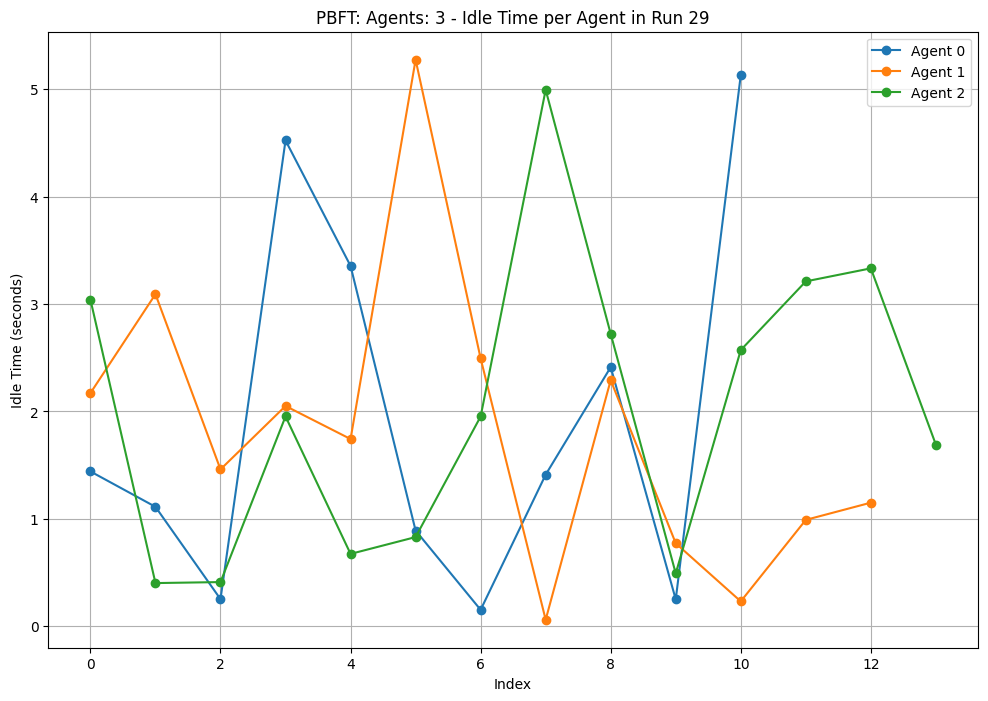 PBFT: Agents: 3 - Idle Time per Agent in Run 29
Agent 0
Agent 1
Agent 2
Idle Time (seconds)
5
4
3
2
1
0
0 2 4 6 8 10 12
Index